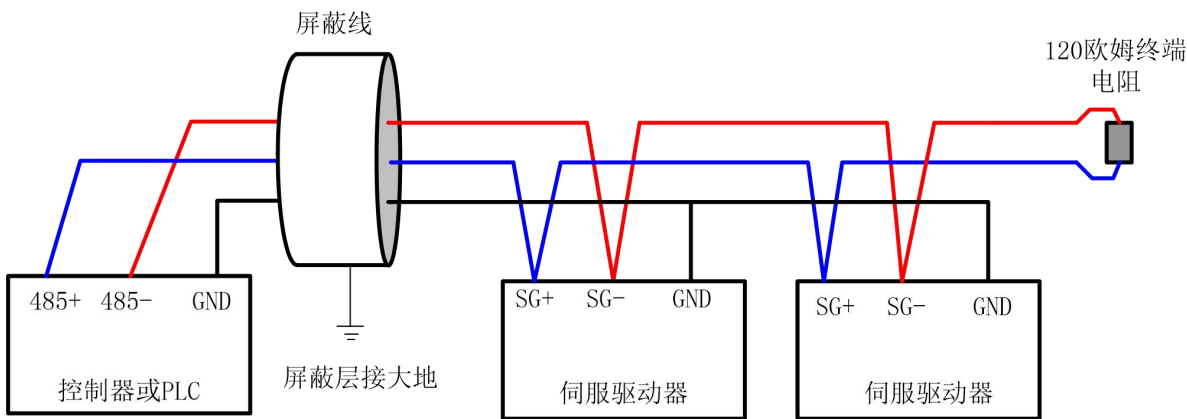 屏蔽线
120欧姆终端
电阻
485+ 485- GND
控制器或PLC
屏蔽层接大地
SG+ SG- GND
伺服驱动器
SG+ SG- GND
伺服驱动器